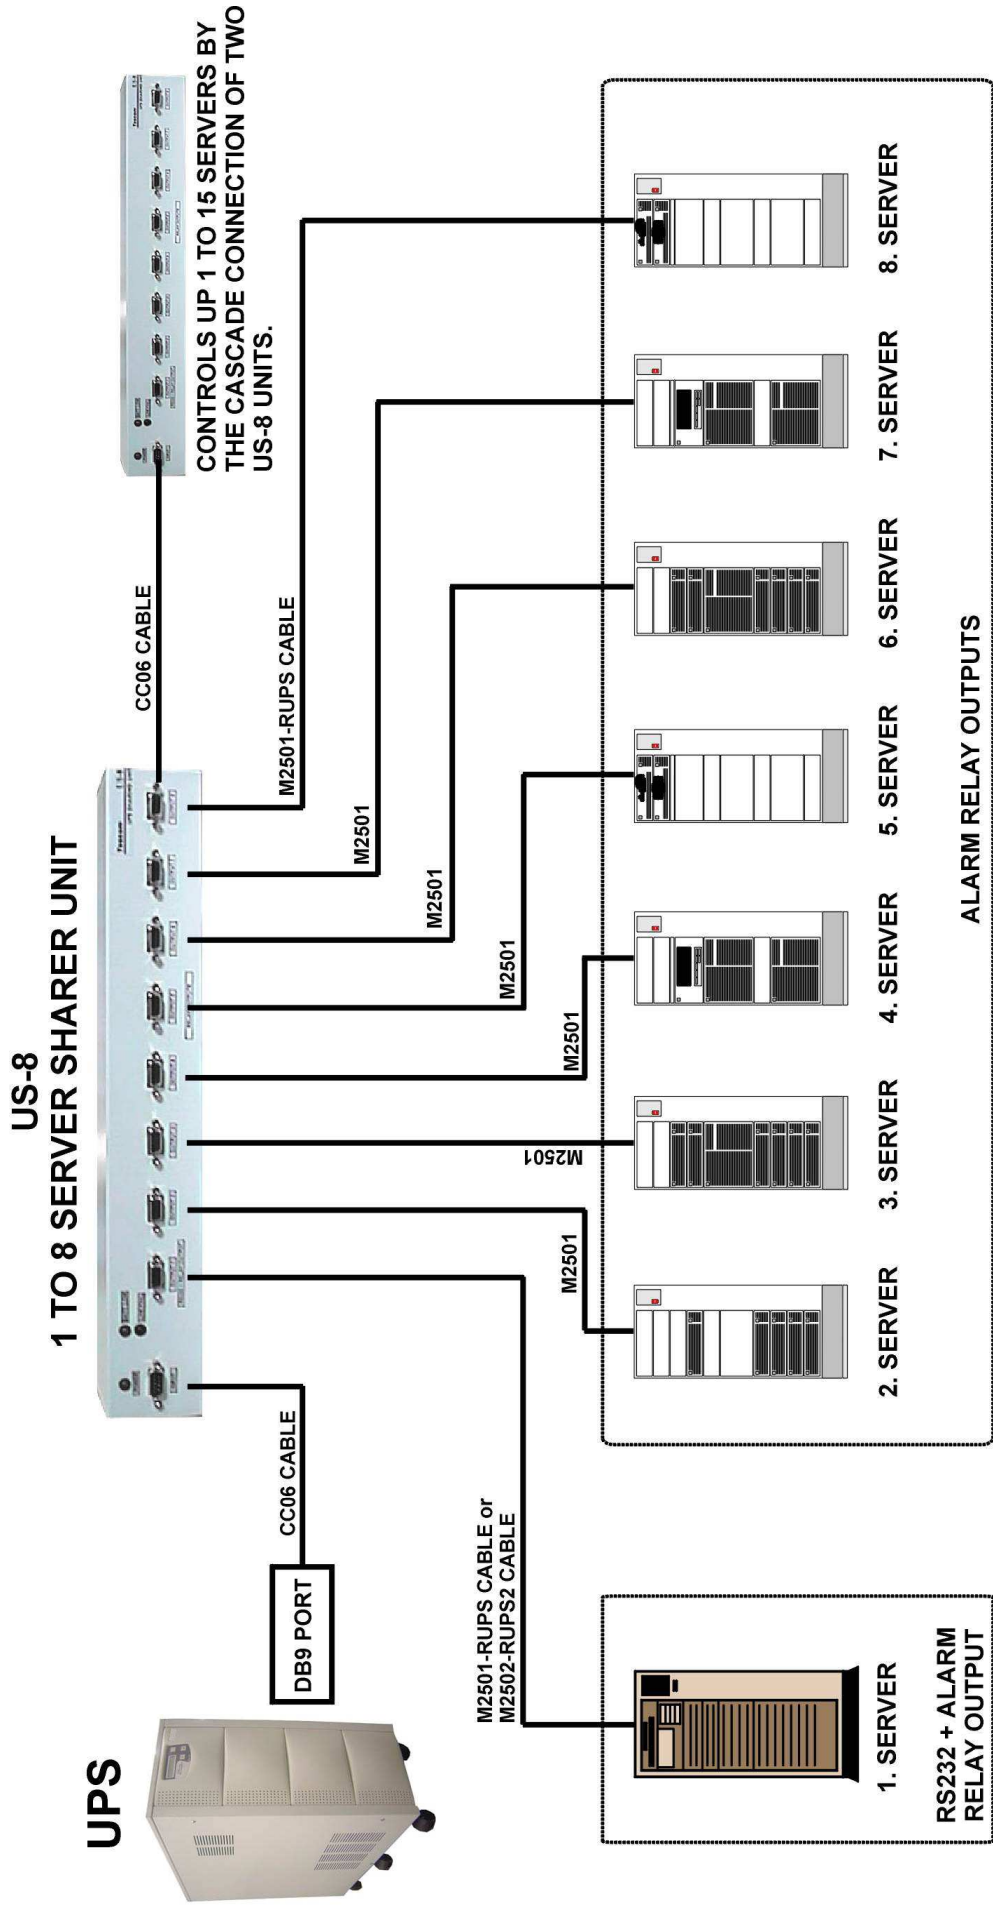 US-8
1 TO 8 SERVER SHARER UNIT
UPS
DB9 PORT
CC06 CABLE
CC06 CABLE
CONTROLS UP 1 TO 15 SERVERS BY
THE CASCADE CONNECTION OF TWO
US-8 UNITS.
M2501-RUPS CABLE or
M2502-RUPS2 CABLE
M2501
M2501
M2501
M2501
M2501
M2501
M2501-RUPS CABLE
1. SERVER
2. SERVER
3. SERVER
4. SERVER
5. SERVER
6. SERVER
7. SERVER
8. SERVER
RS232 + ALARM
RELAY OUTPUT
ALARM RELAY OUTPUTS